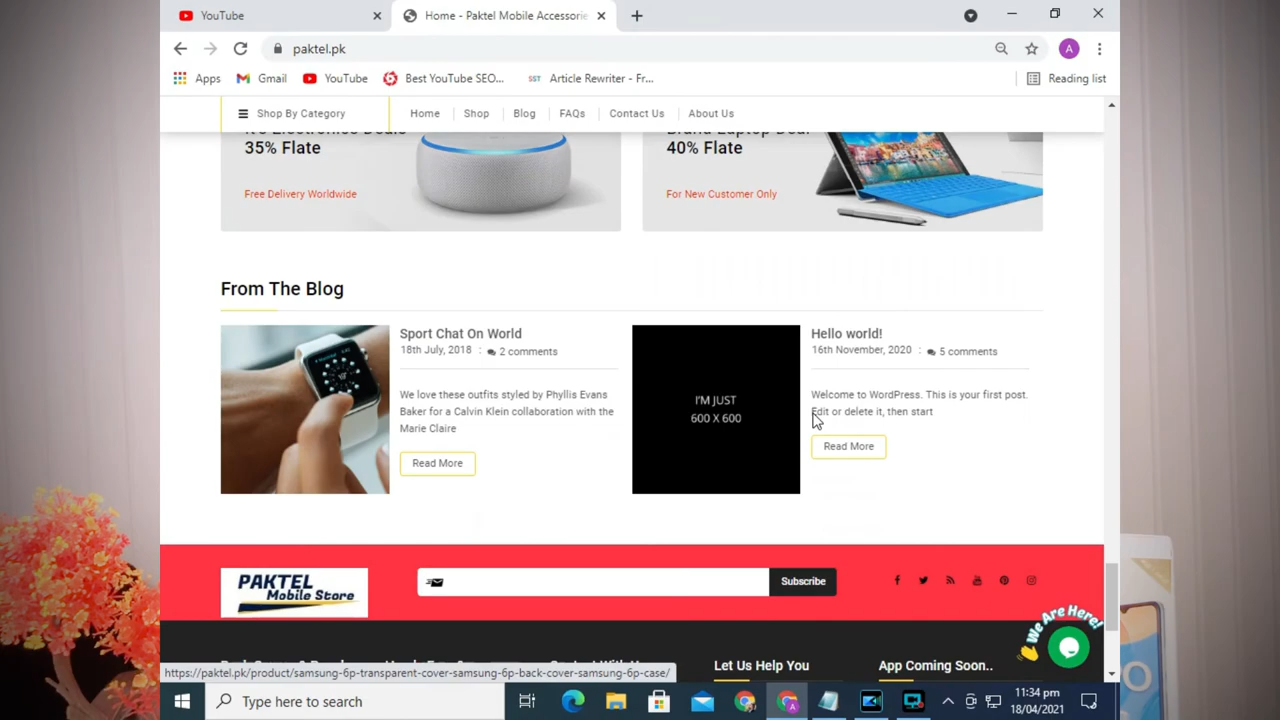 YouTube
Home - Paktel Mobile Accessorie
paktel.pk
A
Apps
Gmail
YouTube
Best YouTube SEO...
SST
Article Rewriter - Fr...
Reading list
Shop By Category
Home
Shop
Blog
FAQs
Contact Us
About Us
It's Electronics Deals
35% Flate
Free Delivery Worldwide
Brand Laptop Deal
40% Flate
For New Customer Only
From The Blog
Sport Chat On World
18th July, 2018 : 2 comments
We love these outfits styled by Phyllis Evans
Baker for a Calvin Klein collaboration with the
Marie Claire
Read More
I'M JUST
600 X 600
Hello world!
16th November, 2020 : 5 comments
Welcome to WordPress. This is your first post.
Edit or delete it, then start
Read More
PAKTEL
Mobile Store
Subscribe
We Are Here!
Let Us Help You
App Coming Soon..
https://paktel.pk/product/samsung-6p-transparent-cover-samsung-6p-back-cover-samsung-6p-case/
Type here to search
11:34 pm
18/04/2021